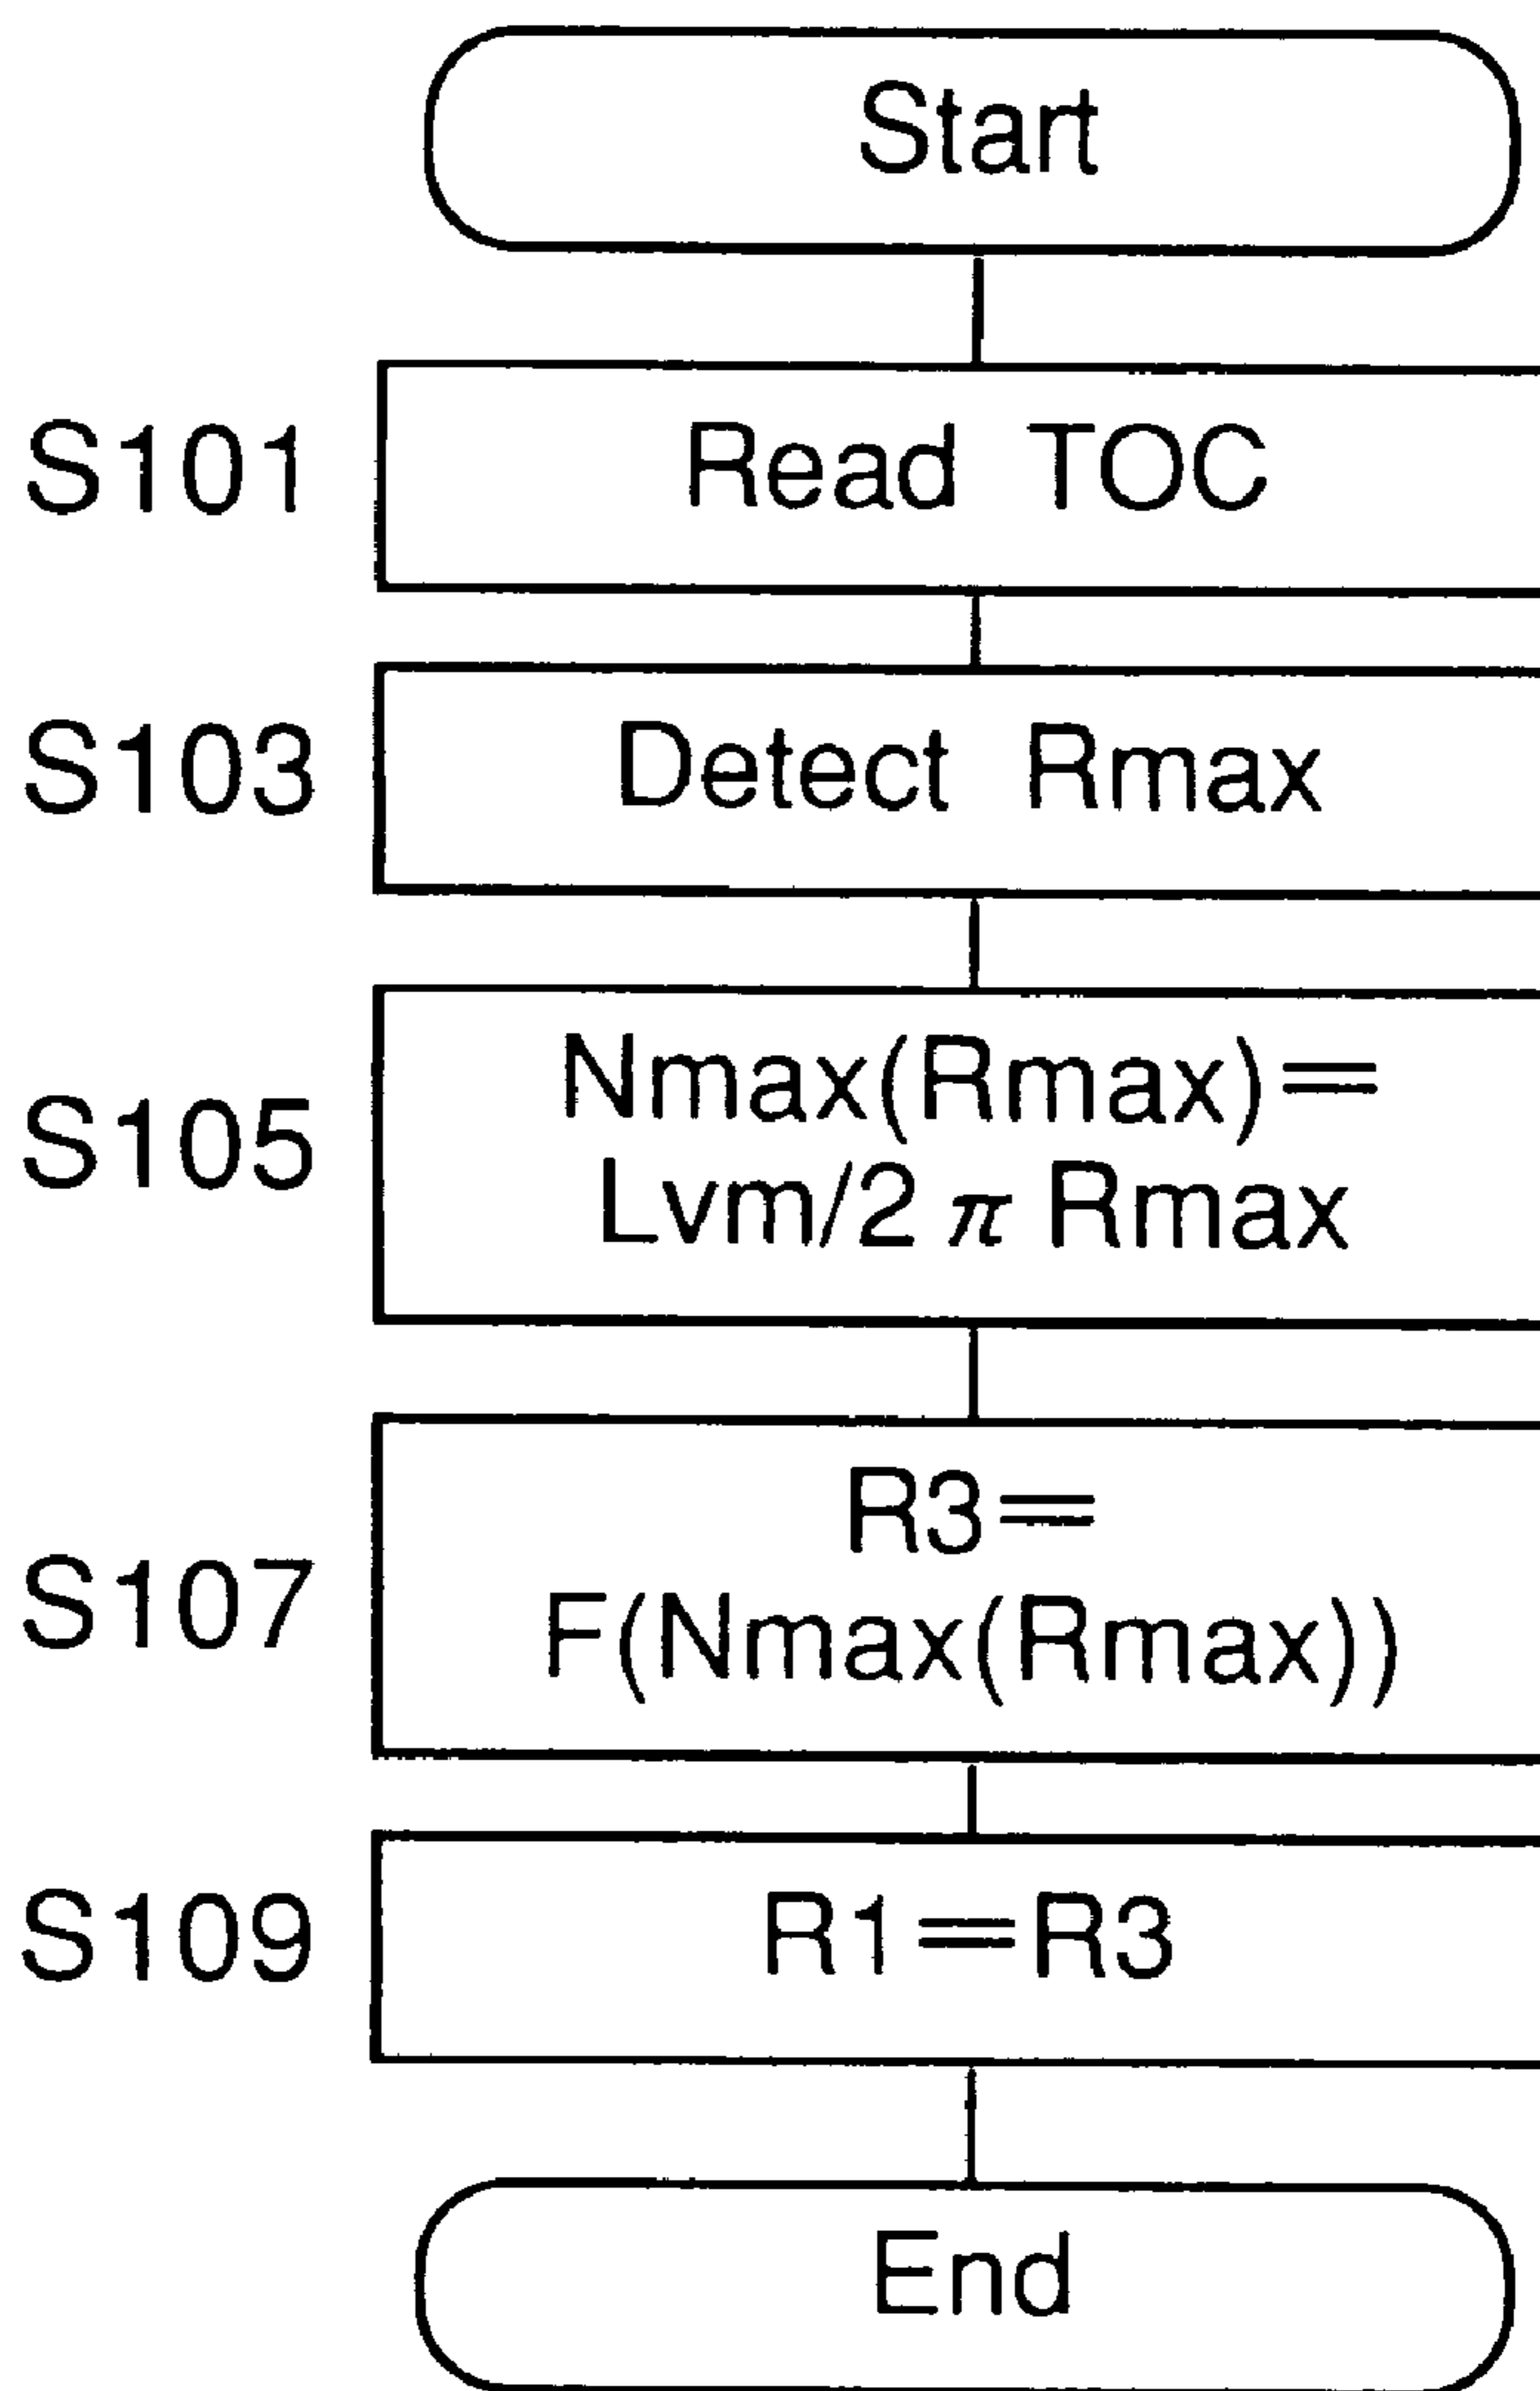 Start
S101
Read TOC
S103
Detect Rmax
S105
Nmax(Rmax)=
Lvm/2πRmax
S107
R3=
F(Nmax(Rmax))
S109
R1=R3
End